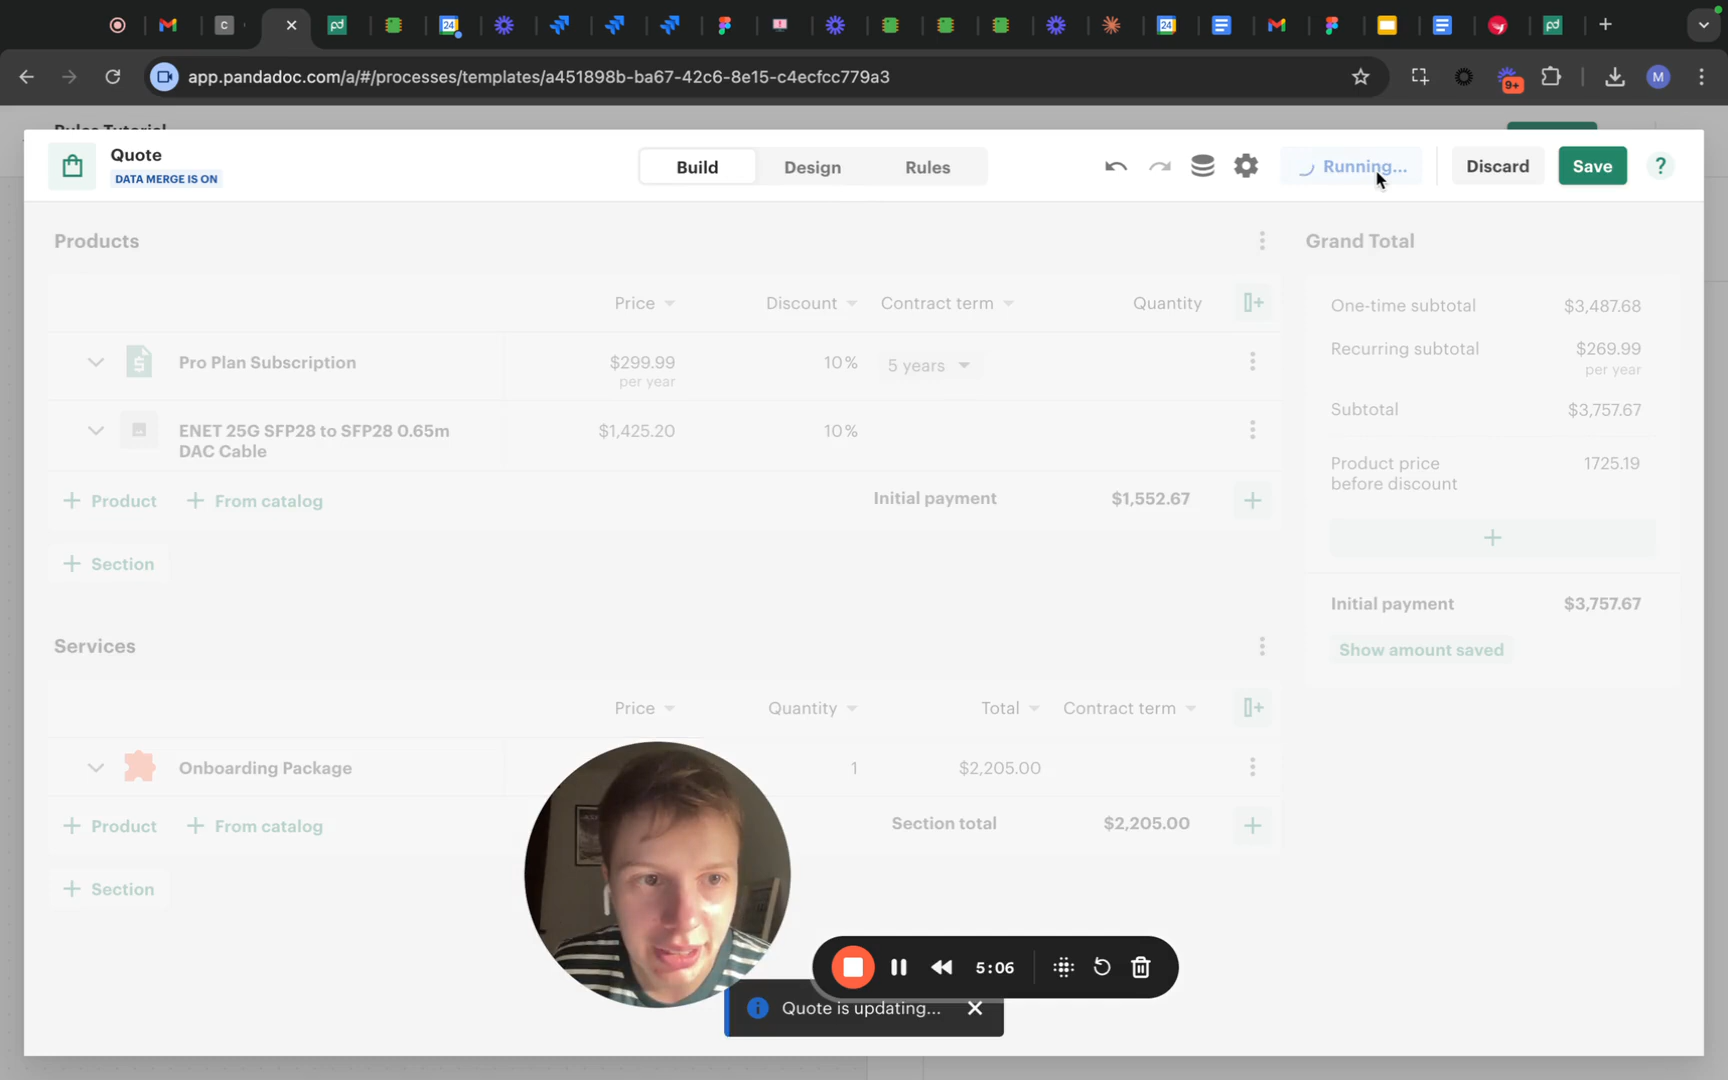 24
24
app.pandadoc.com/a/#/processes/templates/a451898b-ba67-42c6-8e15-c4ecfcc779a3
9+
M
Rules Tutorial
Quote
DATA MERGE IS ON
Build
Design
Rules
Running...
Discard
Save
?
Products
Price
Discount
Contract term
Quantity
Pro Plan Subscription
$299.99
per year
10%
5 years
ENET 25G SFP28 to SFP28 0.65m
DAC Cable
$1,425.20
10%
+ Product
+ From catalog
Initial payment
$1,552.67
+ Section
Services
Price
Quantity
Total
Contract term
Onboarding Package
1
$2,205.00
+ Product
+ From catalog
Section total
$2,205.00
+ Section
Grand Total
One-time subtotal
$3,487.68
Recurring subtotal
$269.99
per year
Subtotal
$3,757.67
Product price
before discount
1725.19
Initial payment
$3,757.67
Show amount saved
5:06
Quote is updating...